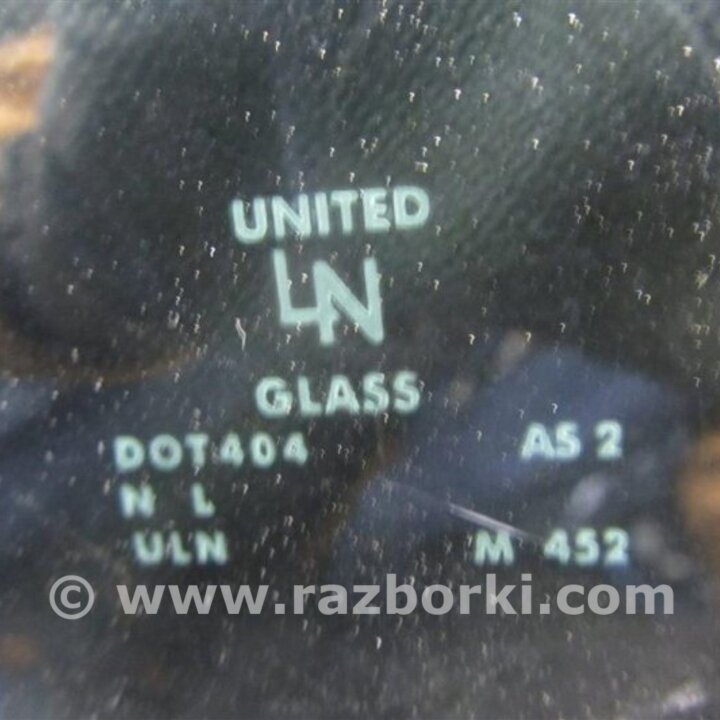 UNITED
LN
GLASS
DOT404 AS 2
N L
ULN M 452
© www.razborki.com